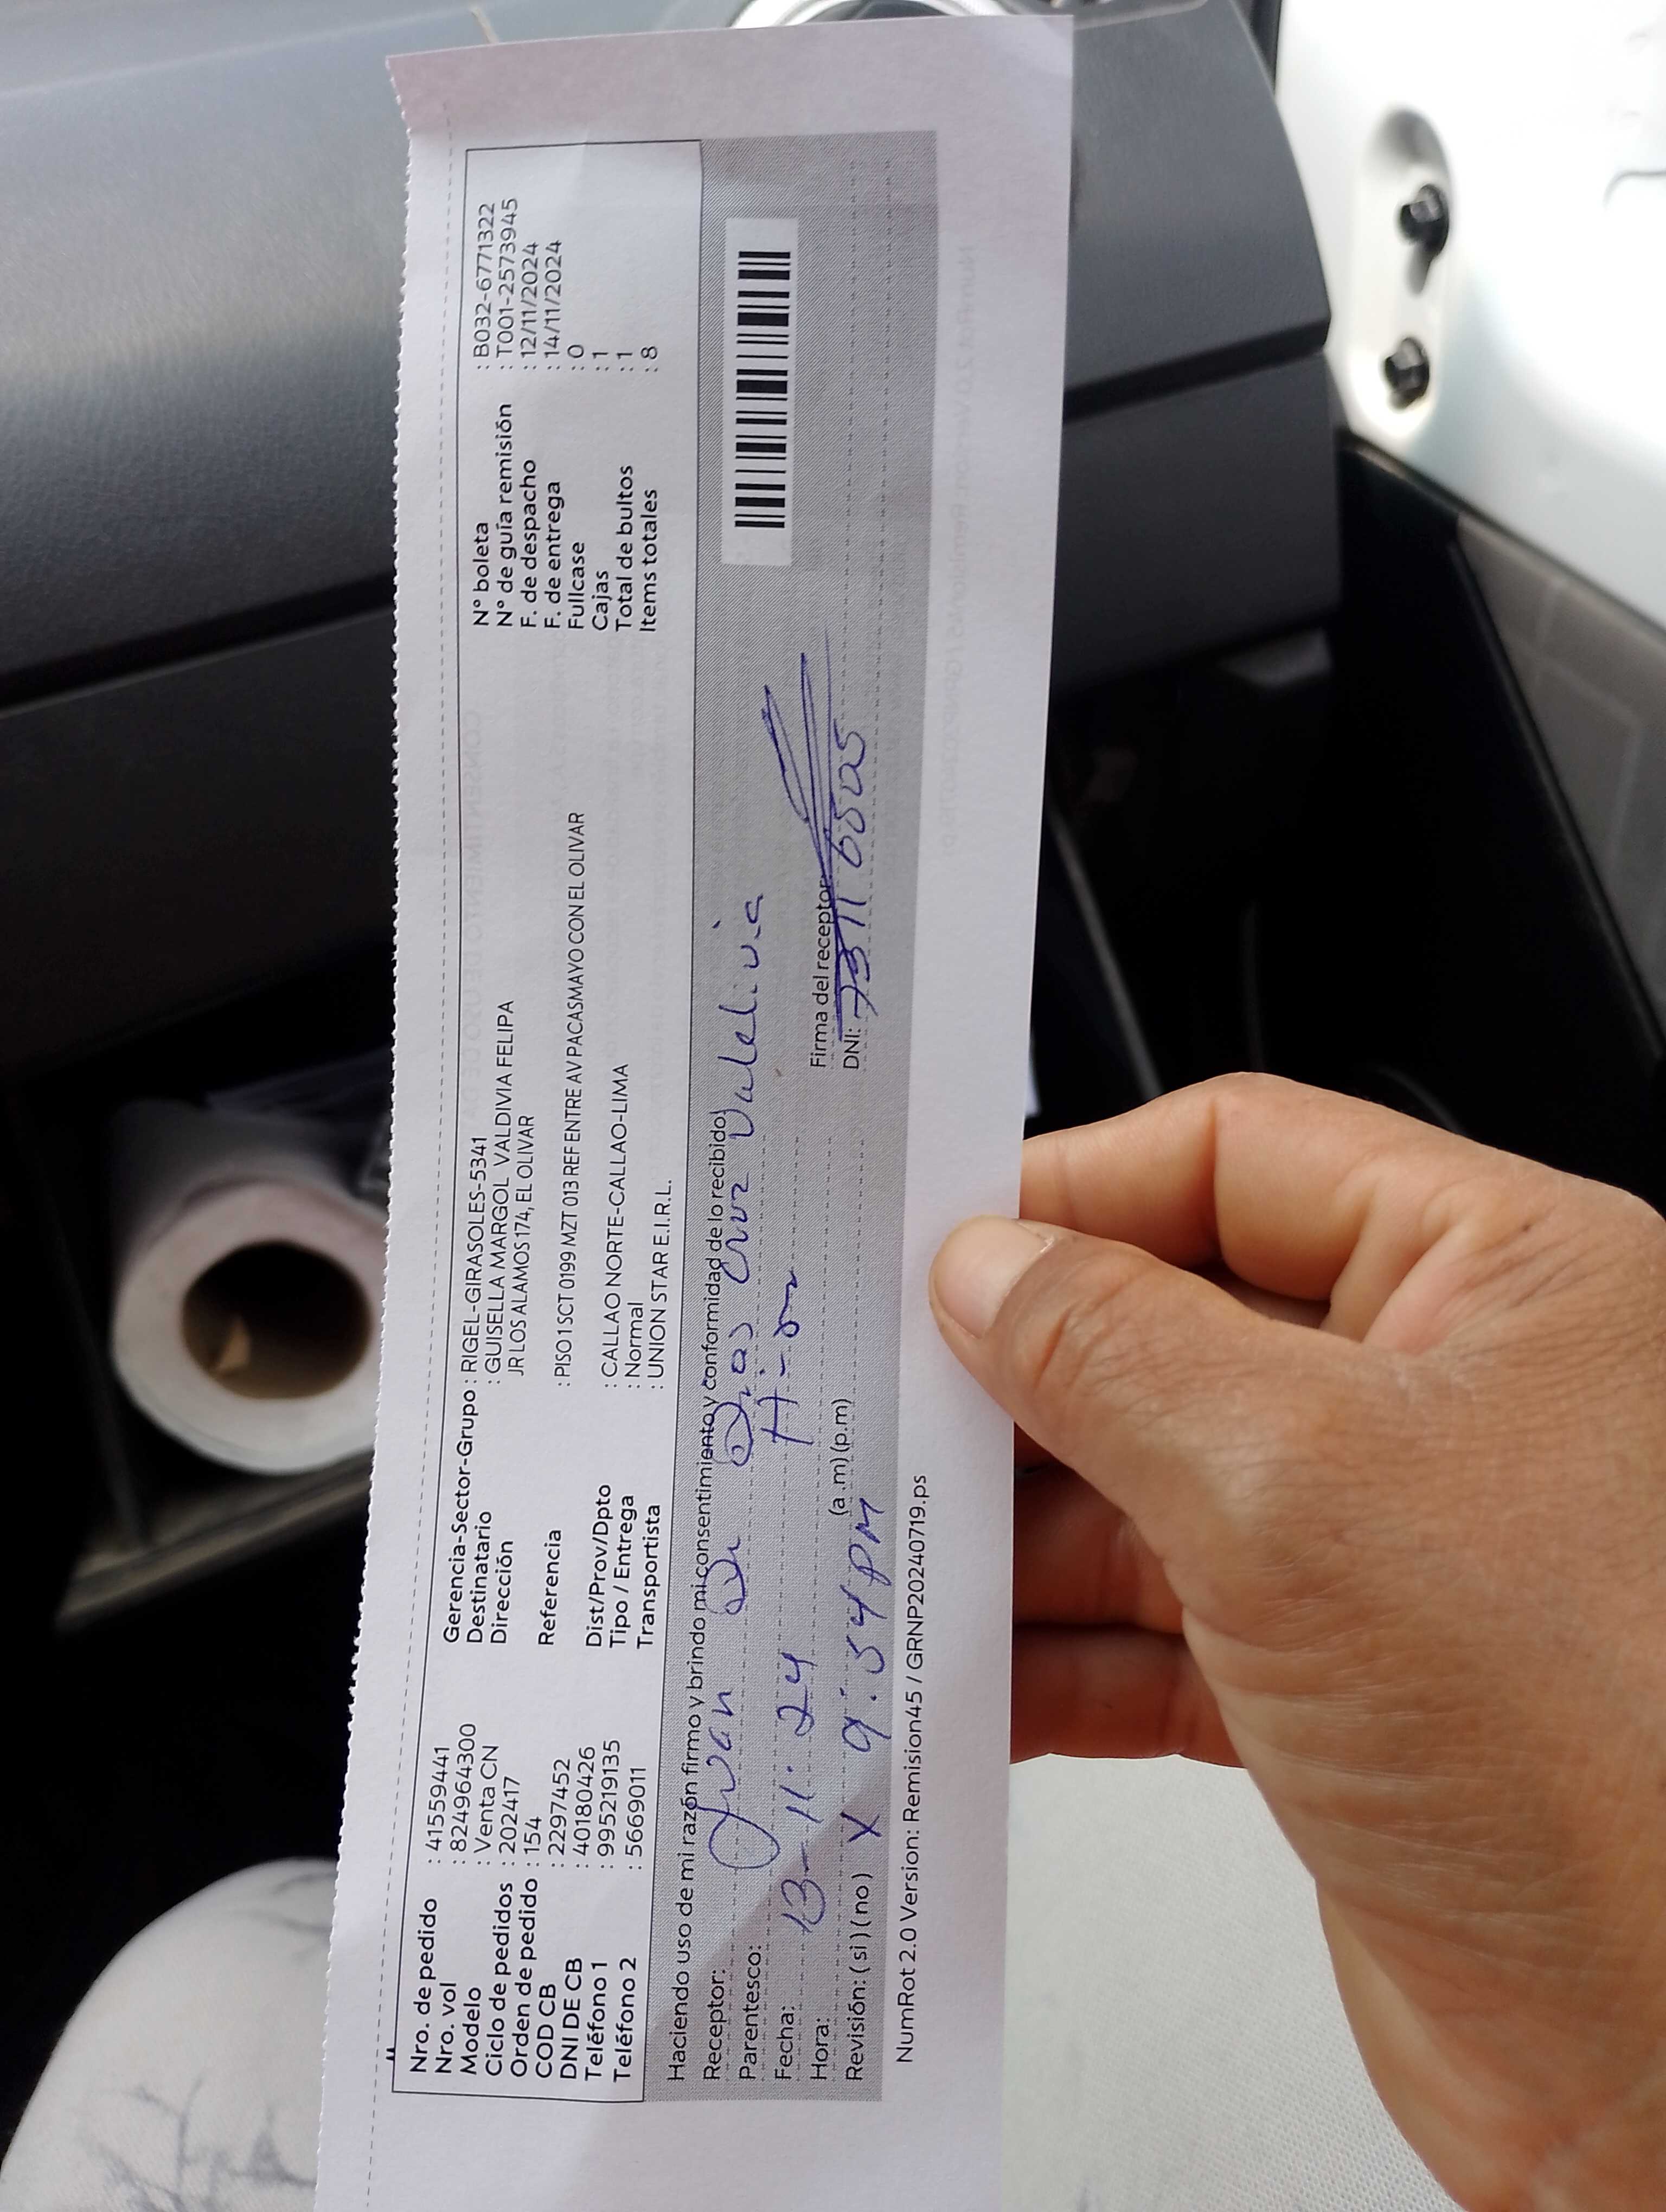 Nro. de pedido : 41559441
Nro. vol : 8249964300
Modelo : Venta CN
Ciclo de pedidos : 202417
Orden de pedido : 154
COD CB : 2297452
DNI DE CB : 40180426
Teléfono 1 : 995219135
Teléfono 2 : 5669011
Gerencia-Sector-Grupo : RIGEL-GIRASOLES-5341
Destinatario : GUISELLA MARGOL VALDIVIA FELIPA
Dirección JR LOS ALAMOS 174, EL OLIVAR
Referencia : PISO 1 SCT 0199 MZT 013 REF ENTRE AV PACASMAYO CON EL OLIVAR
Dist/Prov/Dpto : CALLAO NORTE-CALLAO-LIMA
Tipo / Entrega : Normal
Transportista : UNION STAR E.I.R.L.
N° boleta : B032-6771322
N° de guía remisión : T001-2573945
F. de despacho : 12/11/2024
F. de entrega : 14/11/2024
Fullcase : 0
Cajas : 1
Total de bultos : 1
Items totales : 8
Haciendo uso de mi razón firmo y brindo mi consentimiento y conformidad de lo recibido
Receptor: Juan De Dios Cruz Valdivia
Parentesco:
Fecha: 13-11-24
Hora: 9:54 PM (a.m) (p.m)
Revisión: (si) (no) X
Firma del receptor:
DNI: 7311
NumRot 2.0 Version: Remision45 / GRNP20240719.ps